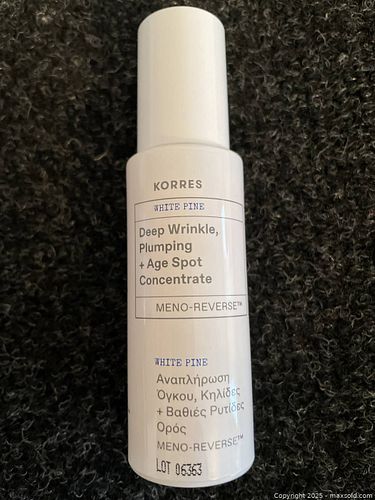 KORRES
WHITE PINE
Deep Wrinkle,
Plumping
+ Age Spot
Concentrate
MENO-REVERSE™
WHITE PINE
Αναπλήρωση
Όγκου, Κηλίδες
+ Βαθιές Ρυτίδες
Ορός
MENO-REVERSE™
LOT 06363
Copyright 2025 - maxsold.com